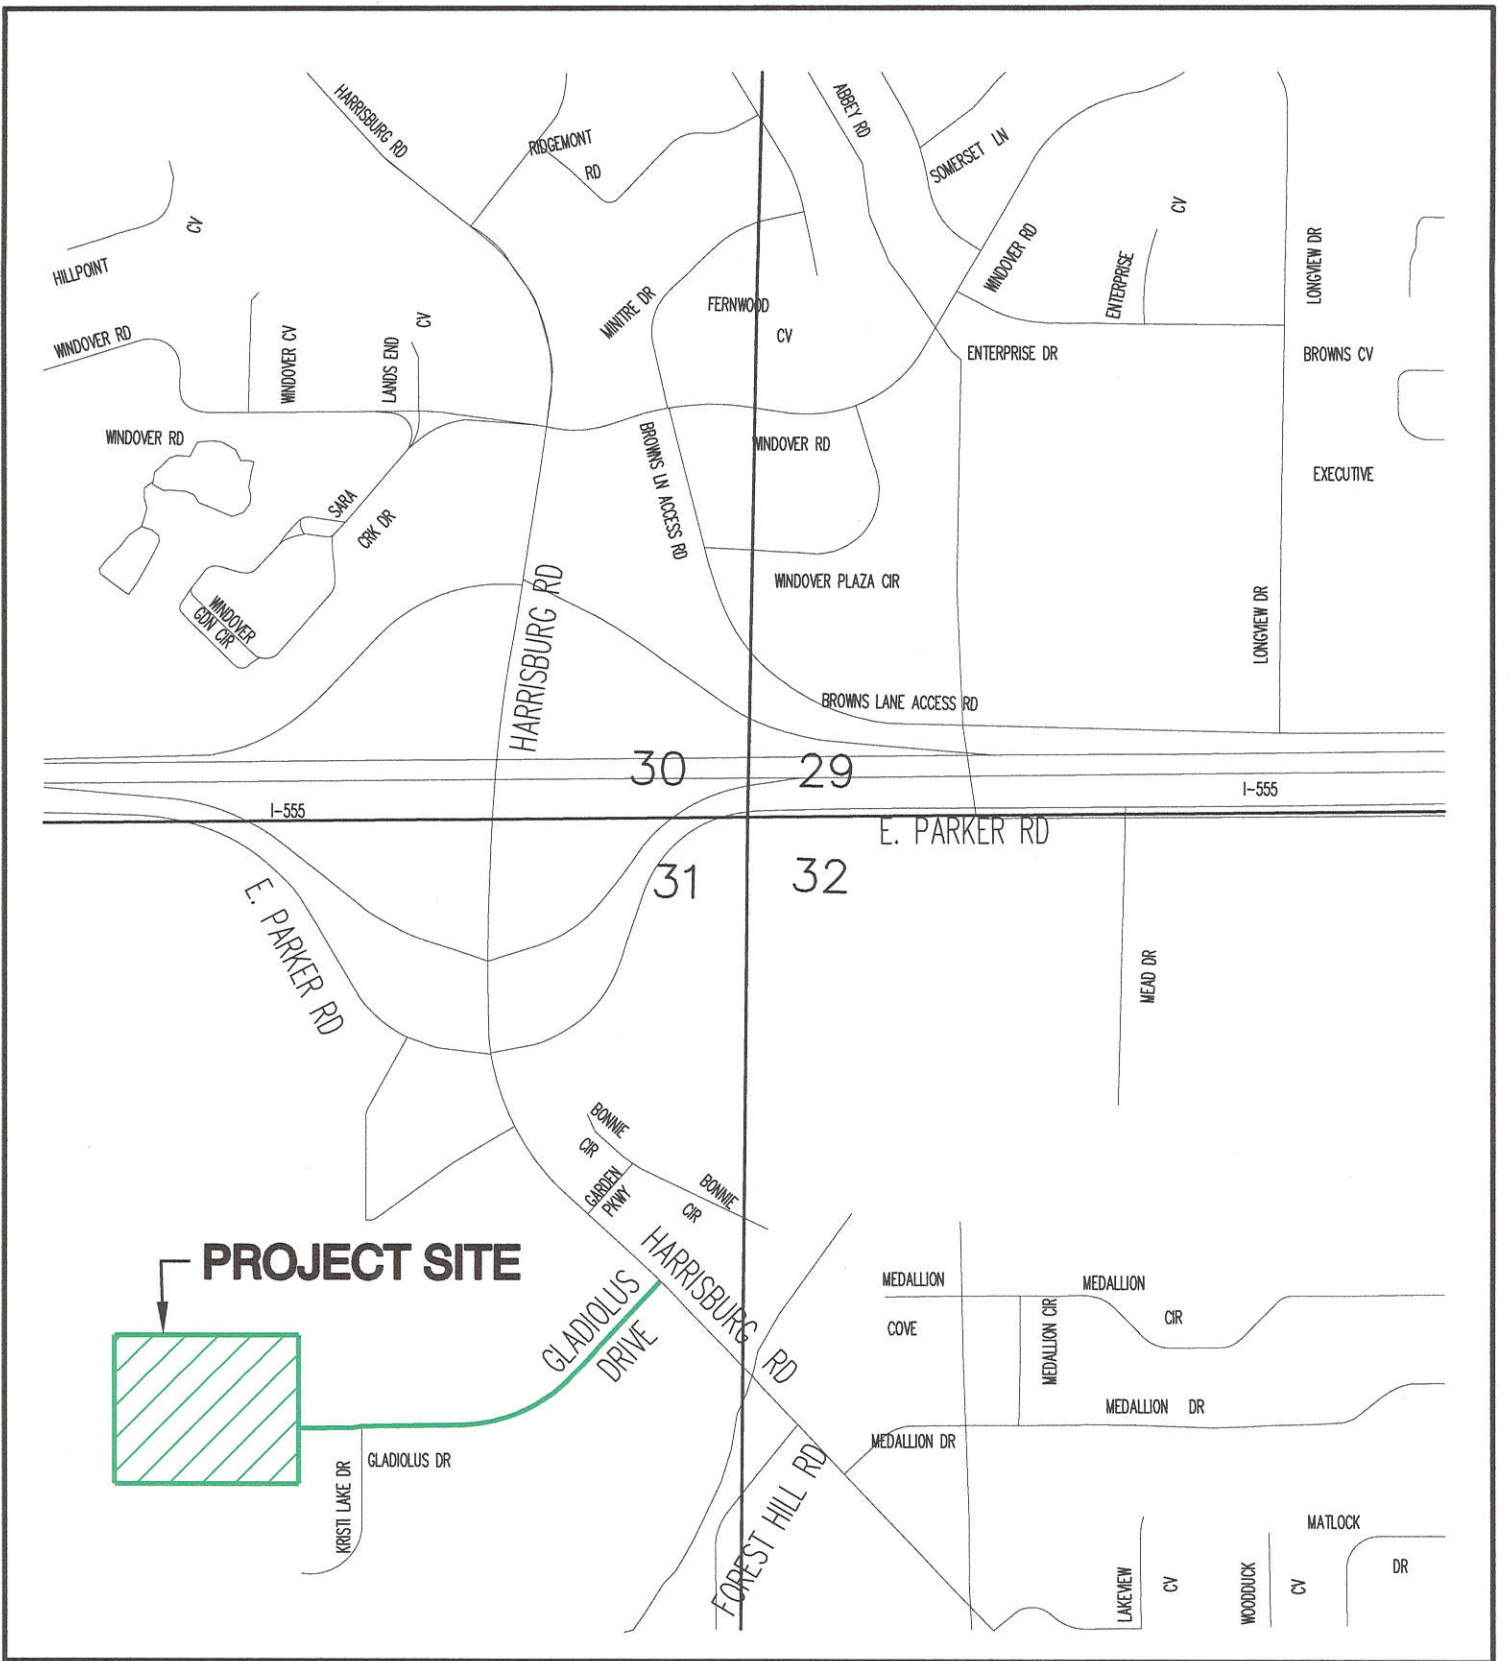 HARRISBURG RD
RIDGEMONT
RD
ABBEY RD
SOMERSET LN
CV
HILLPOINT
WINDOVER RD
WINDOVER CV
LANDS END
CV
MINITRE DR
FERNWOOD
CV
WINDOVER RD
ENTERPRISE
CV
LONGVIEW DR
ENTERPRISE DR
BROWNS CV
WINDOVER RD
BROWNS LN ACCESS RD
WINDOVER RD
EXECUTIVE
SARA
CRK DR
WINDOVER
GDN CIR
HARRISBURG RD
WINDOVER PLAZA CIR
LONGVIEW DR
BROWNS LANE ACCESS RD
30
29
I-555
I-555
E. PARKER RD
31
32
E. PARKER RD
MEAD DR
BONNIE
CIR
GARDEN
PKWY
BONNIE
CIR
HARRISBURG RD
PROJECT SITE
GLADIOLUS
DRIVE
MEDALLION
COVE
MEDALLION CIR
MEDALLION
CIR
MEDALLION DR
MEDALLION DR
GLADIOLUS DR
KRISTI LAKE DR
FOREST HILL RD
LAKEVIEW
CV
WOODDUCK
CV
MATLOCK
DR